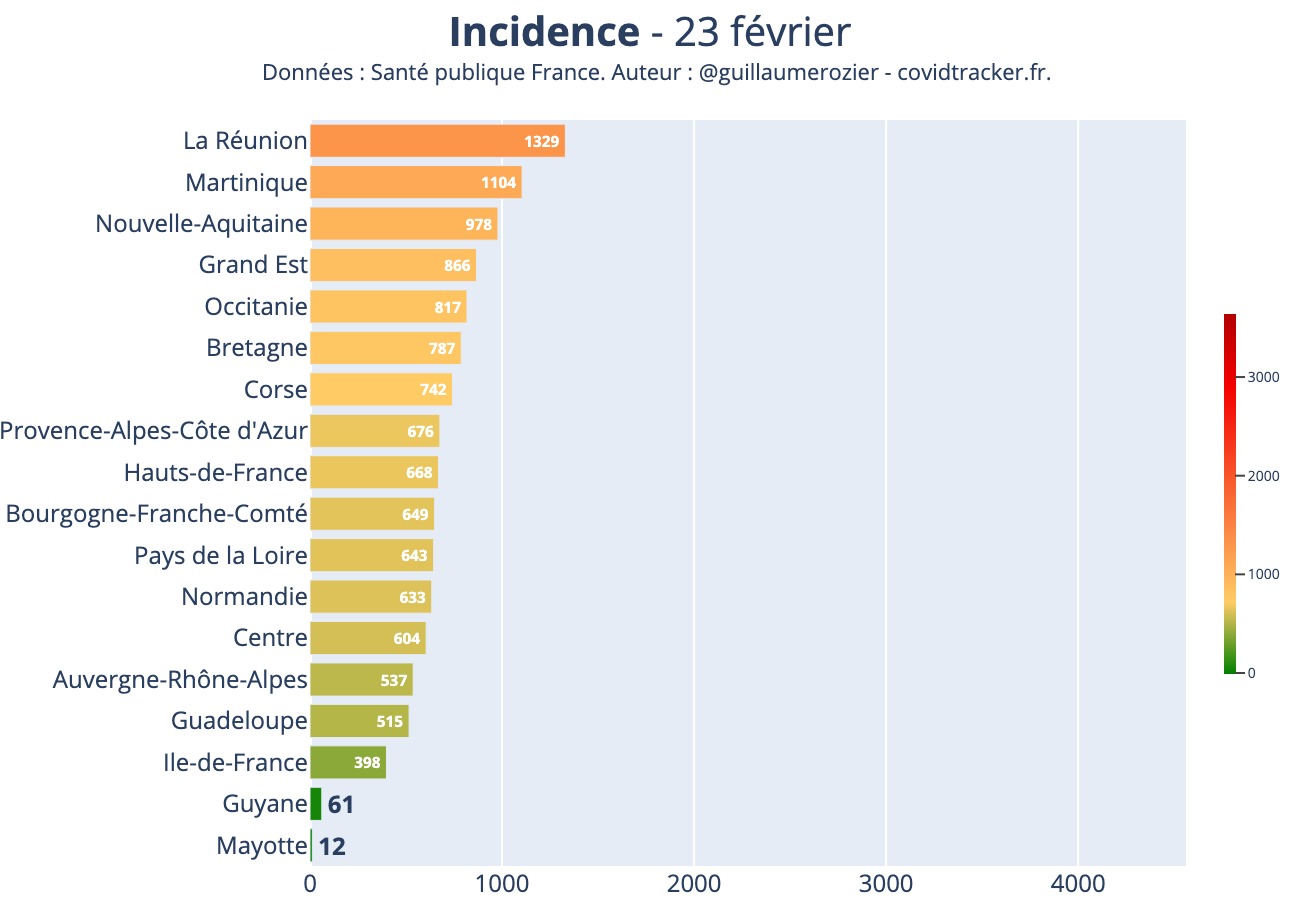 Incidence - 23 février
Données : Santé publique France. Auteur : @guillaumerozier - covidtracker.fr.
La Réunion 1329
Martinique 1104
Nouvelle-Aquitaine 978
Grand Est 866
Occitanie 817
Bretagne 787
Corse 742
Provence-Alpes-Côte d'Azur 676
Hauts-de-France 668
Bourgogne-Franche-Comté 649
Pays de la Loire 643
Normandie 633
Centre 604
Auvergne-Rhône-Alpes 537
Guadeloupe 515
Ile-de-France 398
Guyane 61
Mayotte 12
0 1000 2000 3000 4000
3000
2000
1000
0